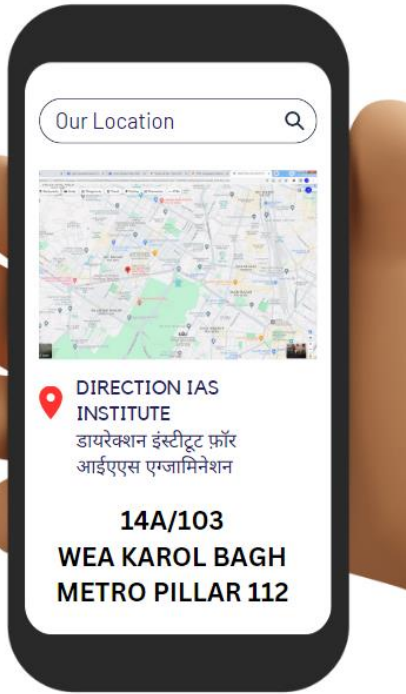 Our Location
DIRECTION IAS
INSTITUTE
डायरेक्शन इंस्टीटूट फ़ॉर
आईएएस एग्जामिनेशन
14A/103
WEA KAROL BAGH
METRO PILLAR 112